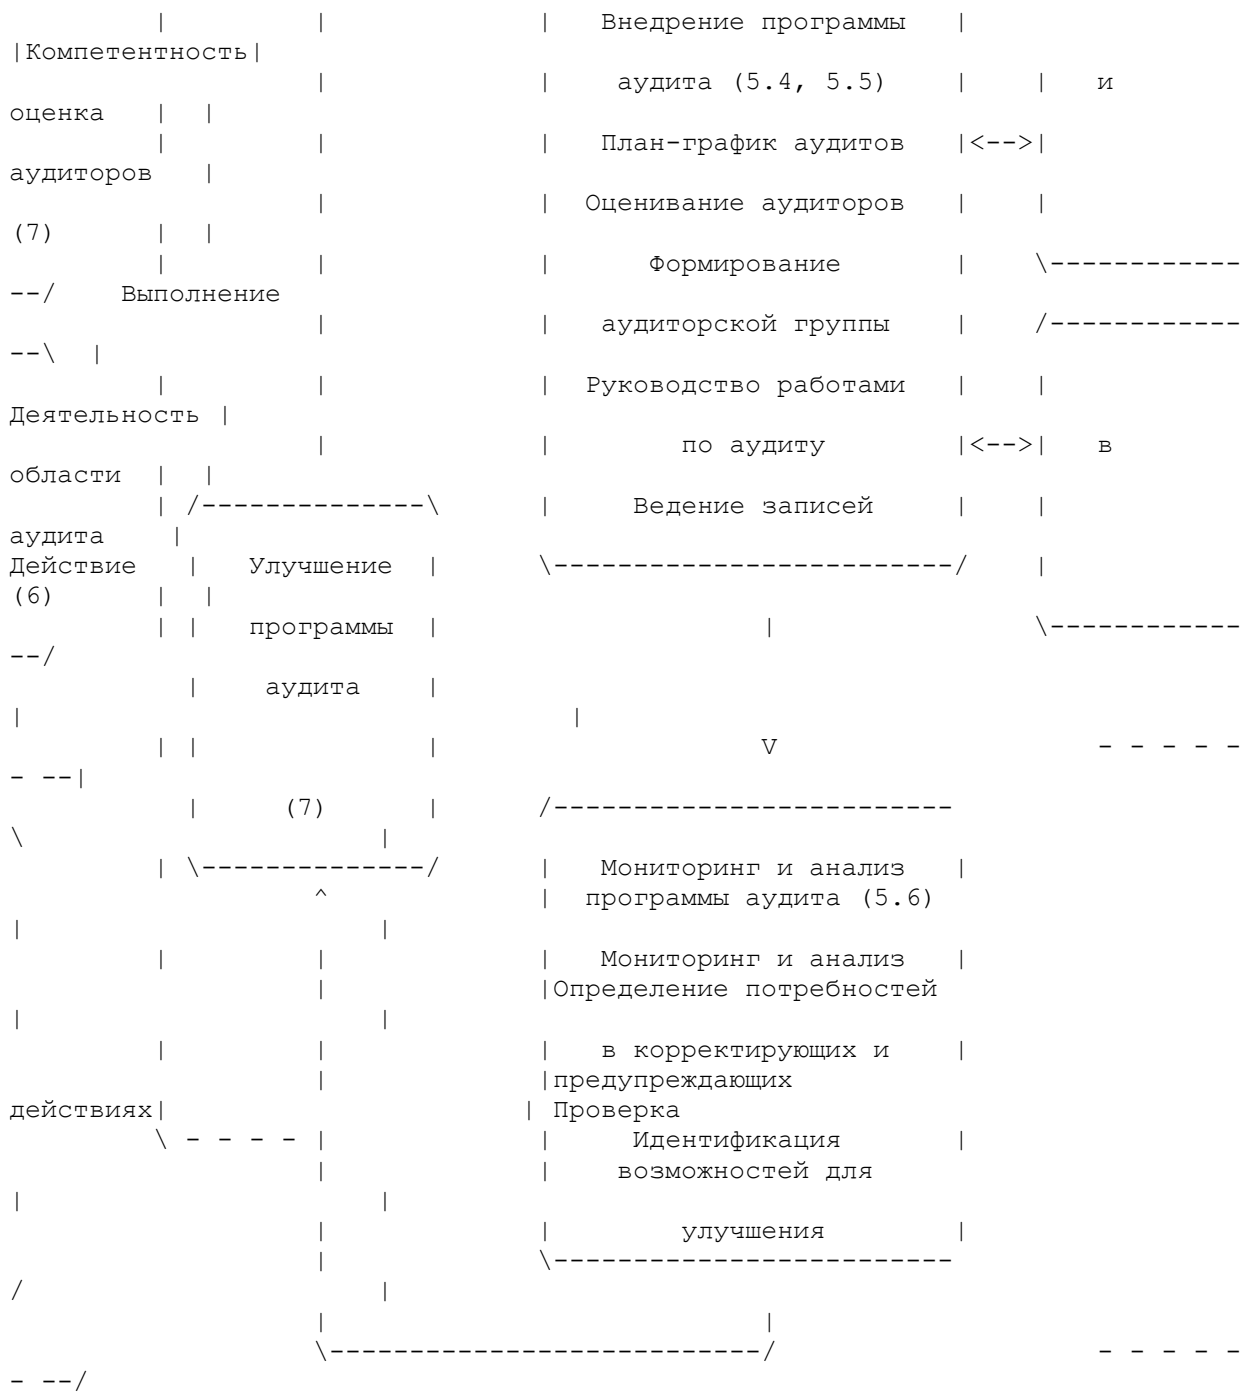 | | | Внедрение программы |
|Компетентность|
| | аудита (5.4, 5.5) | | и
оценка | |
| | | План-график аудитов |<-->|
аудиторов |
| | Оценивание аудиторов | |
(7) | |
| | | Формирование | \------------
--/ Выполнение
| | аудиторской группы | /------------
--\ |
| | | Руководство работами | |
Деятельность |
| | по аудиту |<-->| в
области | |
| /--------------\ | Ведение записей | |
аудита |
Действие | Улучшение | \-------------------------/ |
(6) | |
| | программы | | \------------
--/
| аудита |
| |
| | | V - - - - -
- --|
| (7) | /-------------------------
\ |
| \--------------/ | Мониторинг и анализ |
^ | программы аудита (5.6)
| |
| | | Мониторинг и анализ |
| |Определение потребностей
| |
| | | в корректирующих и |
| |предупреждающих
действиях| | Проверка
\ - - - - | | Идентификация |
| | возможностей для
| |
| | улучшения |
| \-------------------------
/ |
| |
\---------------------------/ - - - - -
- --/